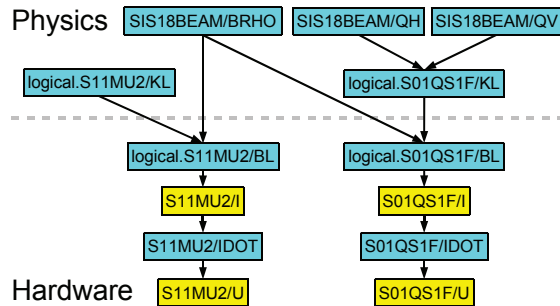 Physics
SIS18BEAM/BRHO
SIS18BEAM/QH
SIS18BEAM/QV
logical.S11MU2/KL
logical.S01QS1F/KL
logical.S11MU2/BL
logical.S01QS1F/BL
S11MU2/I
S01QS1F/I
S11MU2/IDOT
S01QS1F/IDOT
Hardware
S11MU2/U
S01QS1F/U